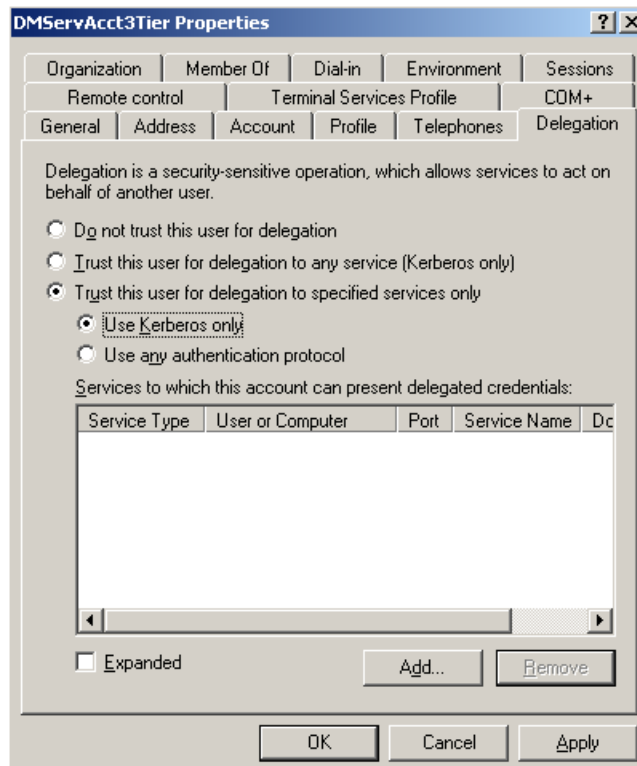 DMServAcct3Tier Properties
Organization Member Of Dial-in Environment Sessions
Remote control Terminal Services Profile COM+
General Address Account Profile Telephones Delegation
Delegation is a security-sensitive operation, which allows services to act on
behalf of another user.
Do not trust this user for delegation
Trust this user for delegation to any service (Kerberos only)
Trust this user for delegation to specified services only
Use Kerberos only
Use any authentication protocol
Services to which this account can present delegated credentials:
Service Type User or Computer Port Service Name Do
Expanded Add... Remove
OK Cancel Apply